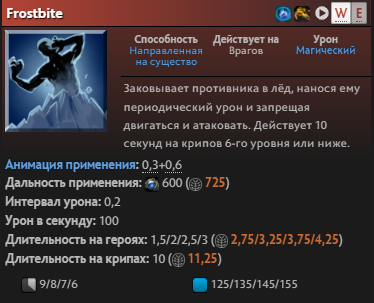 Frostbite
W E
Способность
Направленная
на существо
Действует на
Врагов
Урон
Магический
Заковывает противника в лёд, нанося ему
периодический урон и запрещая
двигаться и атаковать. Действует 10
секунд на крипов 6-го уровня или ниже.
Анимация применения: 0,3+0,6
Дальность применения: 600 (725)
Интервал урона: 0,2
Урон в секунду: 100
Длительность на героях: 1,5/2/2,5/3 (2,75/3,25/3,75/4,25)
Длительность на крипах: 10 (11,25)
9/8/7/6
125/135/145/155